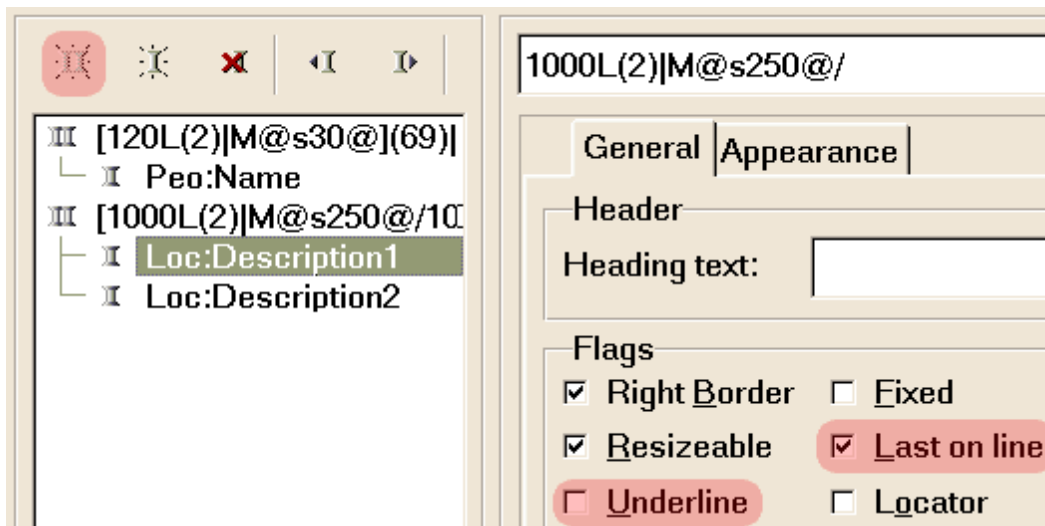 [120L(2)|M@s30@](69)|
Peo:Name
[1000L(2)|M@s250@/10
Loc:Description1
Loc:Description2
1000L(2)|M@s250@/
General Appearance
Header
Heading text:
Flags
Right Border Fixed
Resizeable Last on line
Underline Locator